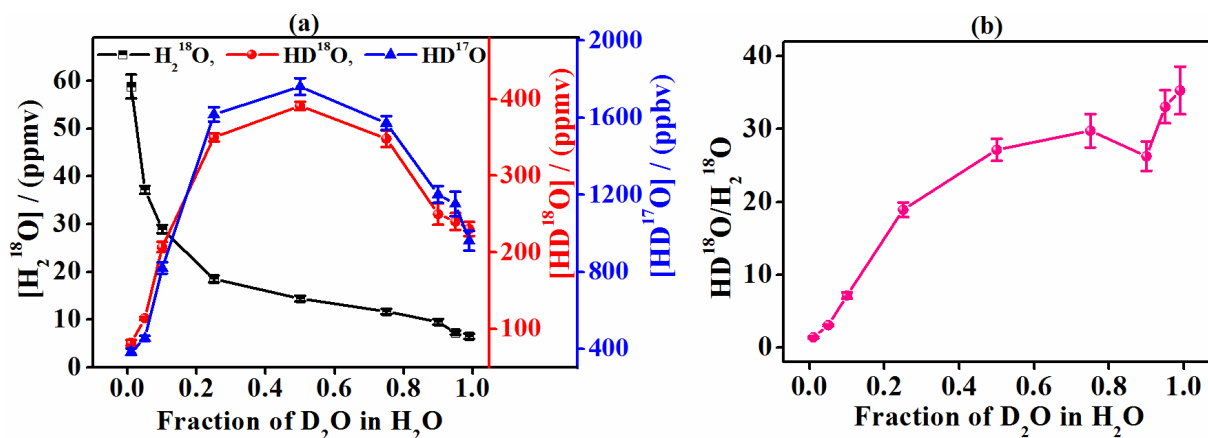 (a)
H₂¹⁸O, HD¹⁸O, HD¹⁷O
[H₂¹⁸O] / (ppmv)
60
50
40
30
20
10
0
0.0 0.2 0.4 0.6 0.8 1.0
Fraction of D₂O in H₂O
400
300
200
100
[HD¹⁸O] / (ppmv)
2000
1600
1200
800
400
[HD¹⁷O] / (ppbv)
(b)
HD¹⁸O/H₂¹⁸O
40
30
20
10
0
0.0 0.2 0.4 0.6 0.8 1.0
Fraction of D₂O in H₂O